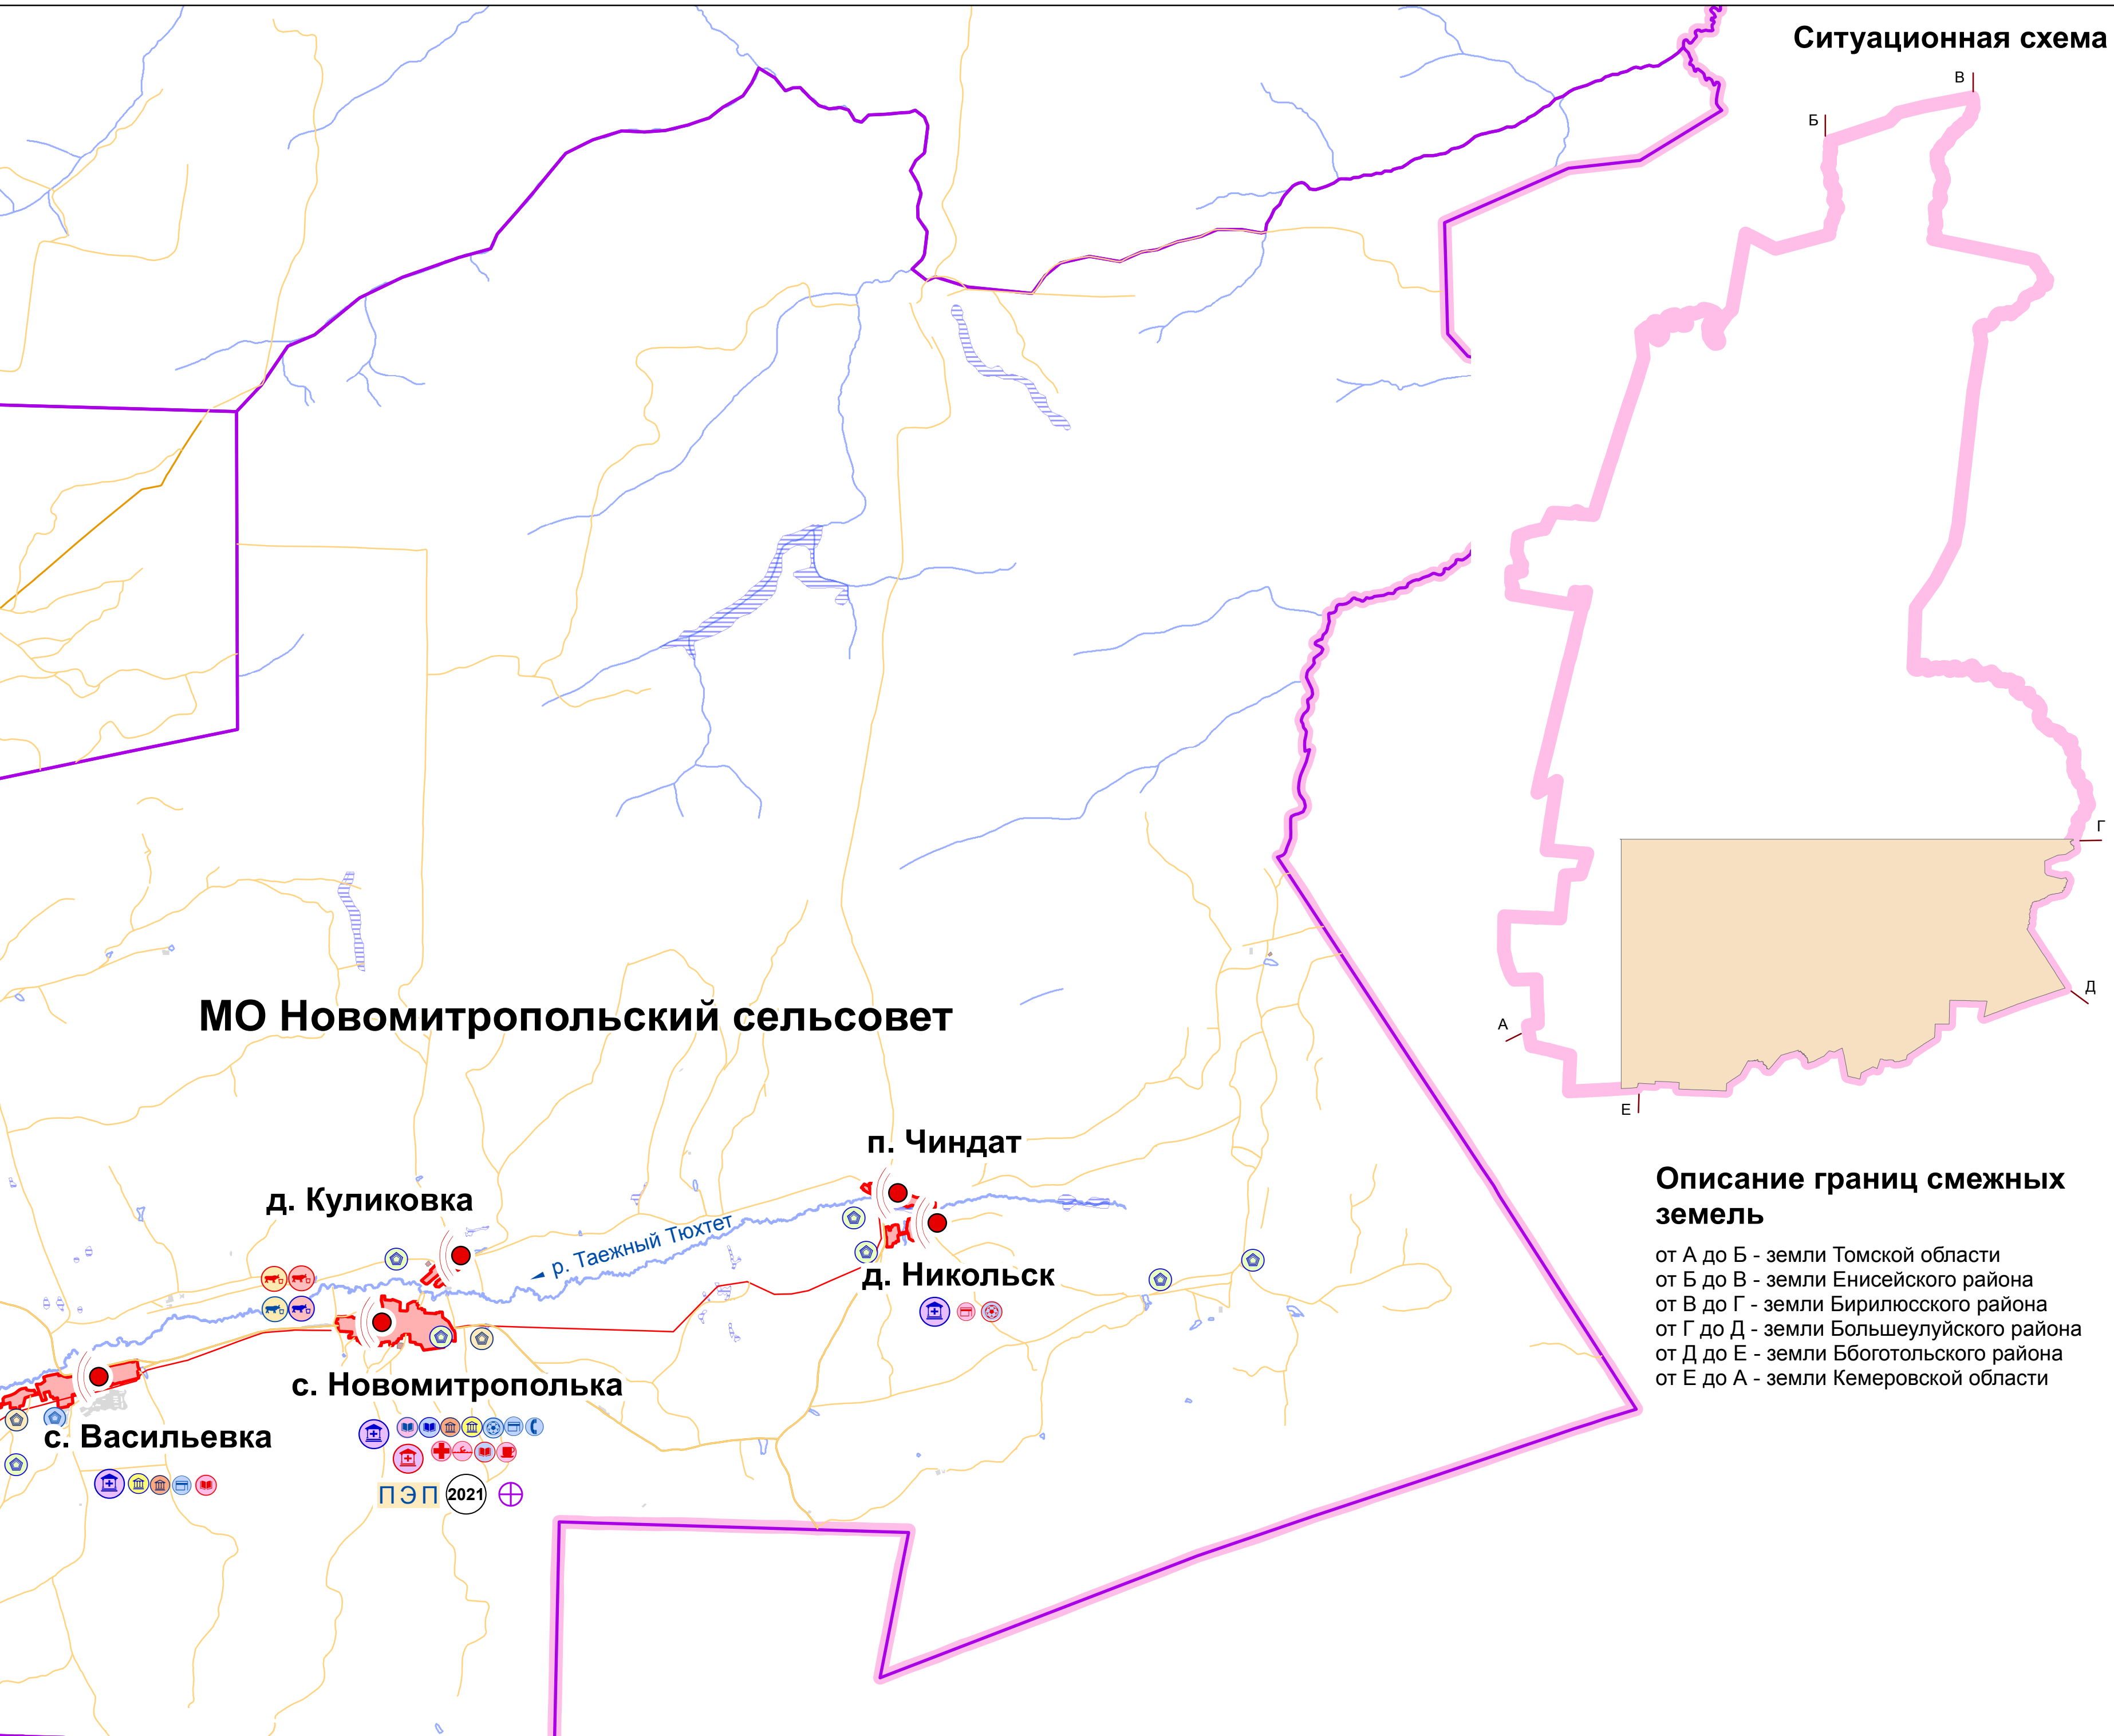 Ситуационная схема
В
Б
Г
Д
А
Е
МО Новомитропольский сельсовет
п. Чиндат
д. Куликовка
р. Таежный Тюхтет
д. Никольск
с. Новомитрополька
с. Васильевка
ПЭП 2021
Описание границ смежных
земель
от А до Б - земли Томской области
от Б до В - земли Енисейского района
от В до Г - земли Бирилюсского района
от Г до Д - земли Большеулуйского района
от Д до Е - земли Ббоготольского района
от Е до А - земли Кемеровской области